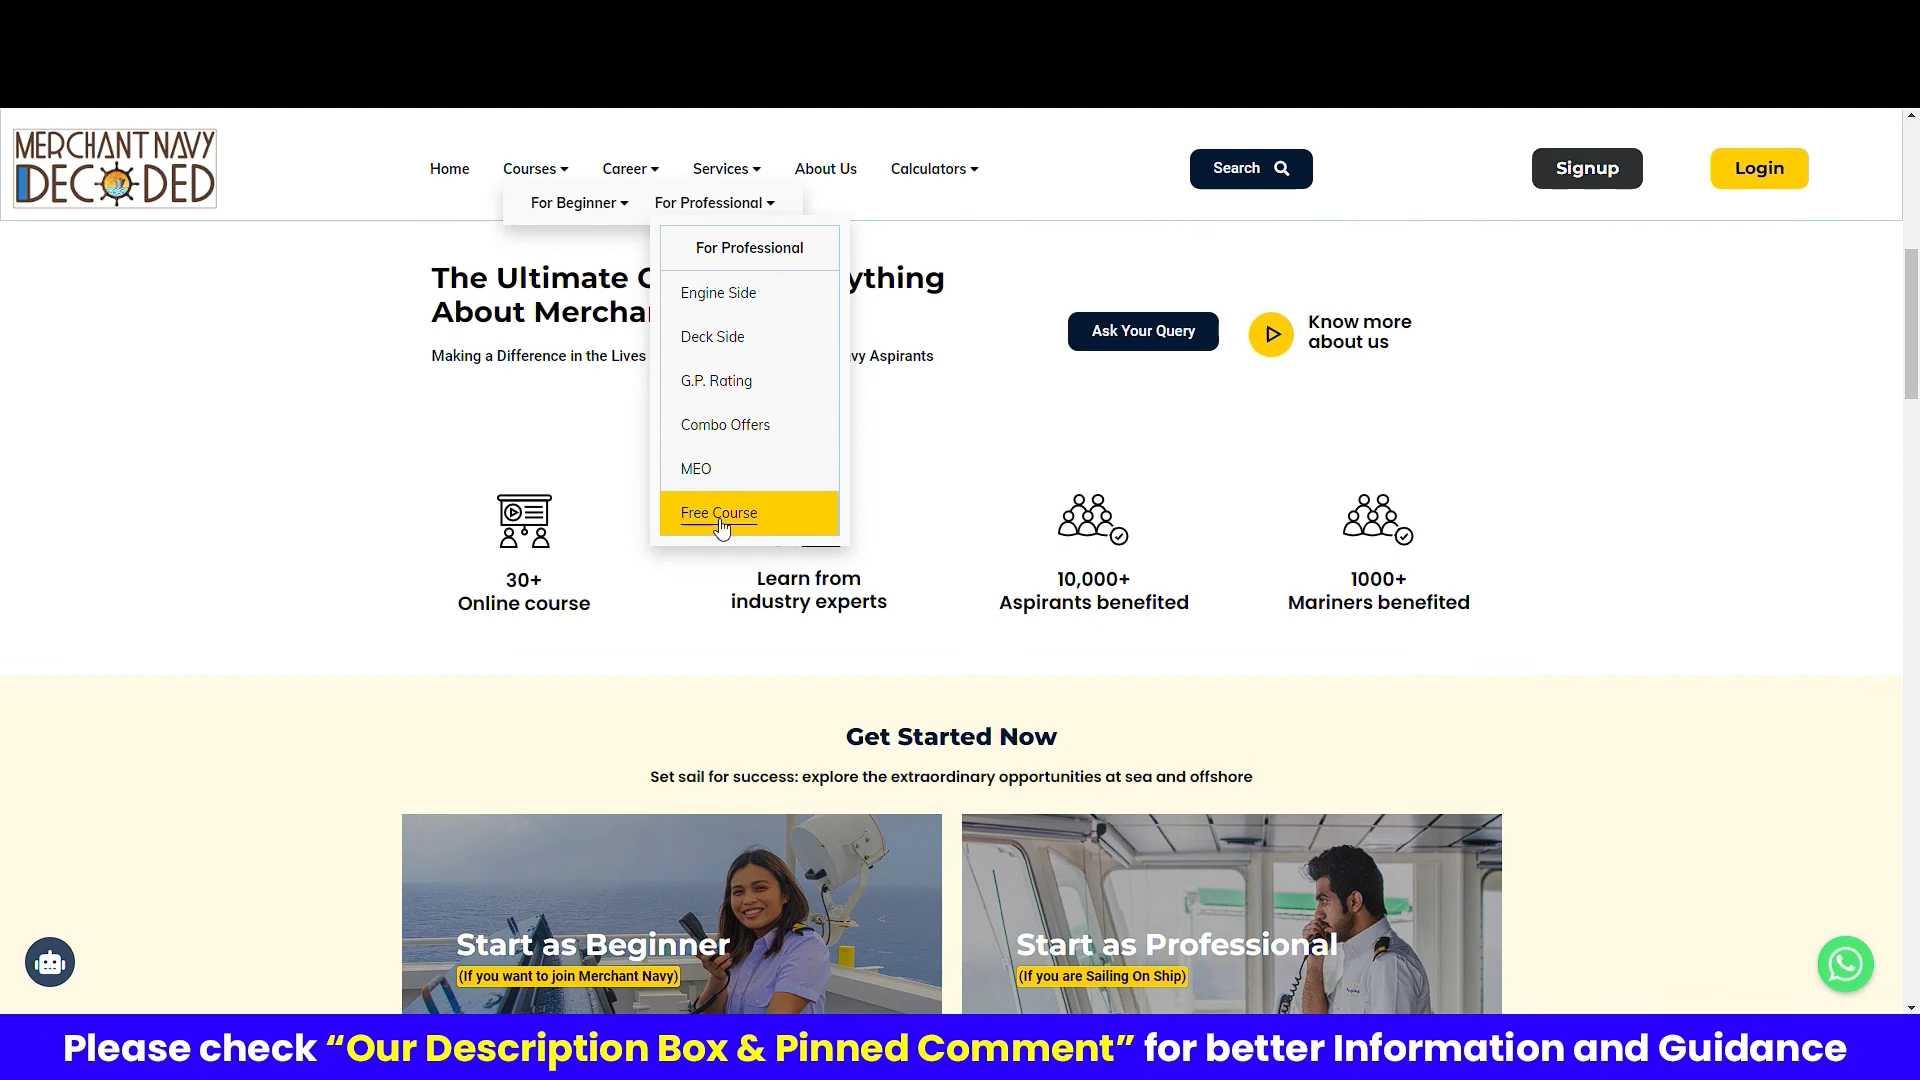 MERCHANT NAVY
DECODED
Home
Courses
Career
Services
About Us
Calculators
Search
Signup
Login
For Beginner
For Professional
For Professional
Engine Side
Deck Side
G.P. Rating
Combo Offers
MEO
Free Course
The Ultimate
ything
About Mercha
Making a Difference in the Lives
vy Aspirants
Ask Your Query
Know more
about us
30+
Online course
Learn from
industry experts
10,000+
Aspirants benefited
1000+
Mariners benefited
Get Started Now
Set sail for success: explore the extraordinary opportunities at sea and offshore
Start as Beginner
(If you want to join Merchant Navy)
Start as Professional
(If you are Sailing On Ship)
Please check “Our Description Box & Pinned Comment” for better Information and Guidance